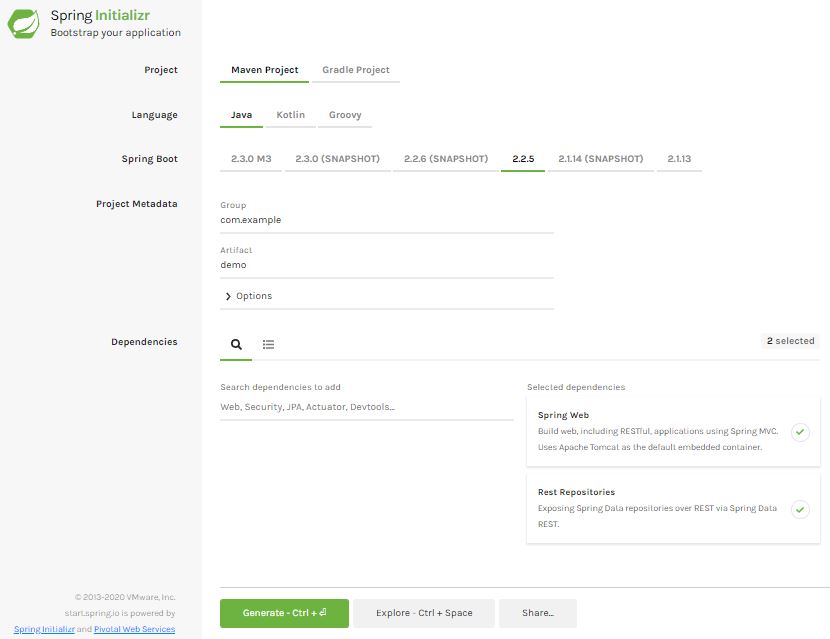 Spring Initializr
Bootstrap your application
Project
Maven Project Gradle Project
Language
Java Kotlin Groovy
Spring Boot
2.3.0 M3 2.3.0 (SNAPSHOT) 2.2.6 (SNAPSHOT) 2.2.5 2.1.14 (SNAPSHOT) 2.1.13
Project Metadata
Group
com.example
Artifact
demo
Options
Dependencies
2 selected
Search dependencies to add
Web, Security, JPA, Actuator, Devtools...
Selected dependencies
Spring Web
Build web, including RESTful, applications using Spring MVC.
Uses Apache Tomcat as the default embedded container.
Rest Repositories
Exposing Spring Data repositories over REST via Spring Data
REST.
© 2013-2020 VMware, Inc.
start.spring.io is powered by
Spring Initializr and Pivotal Web Services
Generate - Ctrl + ⏎
Explore - Ctrl + Space
Share...